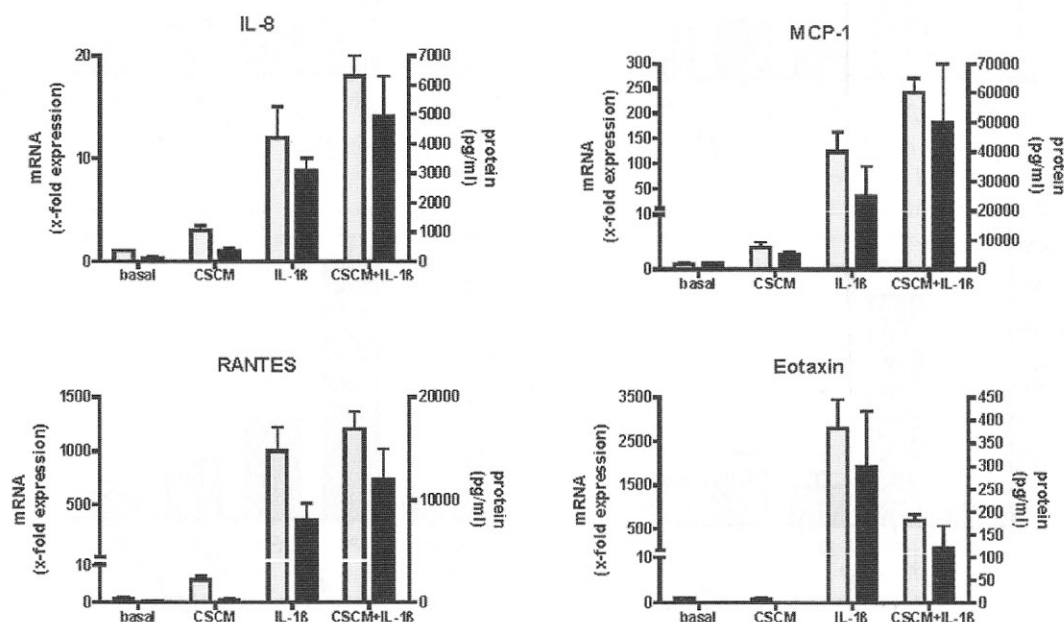 IL-8
mRNA
(x-fold expression)
20
10
0
7000
6000
5000
4000
3000
2000
1000
0
protein
(pg/ml)
basal CSCM IL-1ß CSCM+IL-1ß
MCP-1
mRNA
(x-fold expression)
300
250
200
150
100
50
10
0
70000
60000
50000
40000
30000
20000
10000
0
protein
(pg/ml)
basal CSCM IL-1ß CSCM+IL-1ß
RANTES
mRNA
(x-fold expression)
1500
1000
500
10
0
20000
10000
0
protein
(pg/ml)
basal CSCM IL-1ß CSCM+IL-1ß
Eotaxin
mRNA
(x-fold expression)
3500
2500
1500
500
10
0
450
400
350
300
250
200
150
100
50
0
protein
(pg/ml)
basal CSCM IL-1ß CSCM+IL-1ß